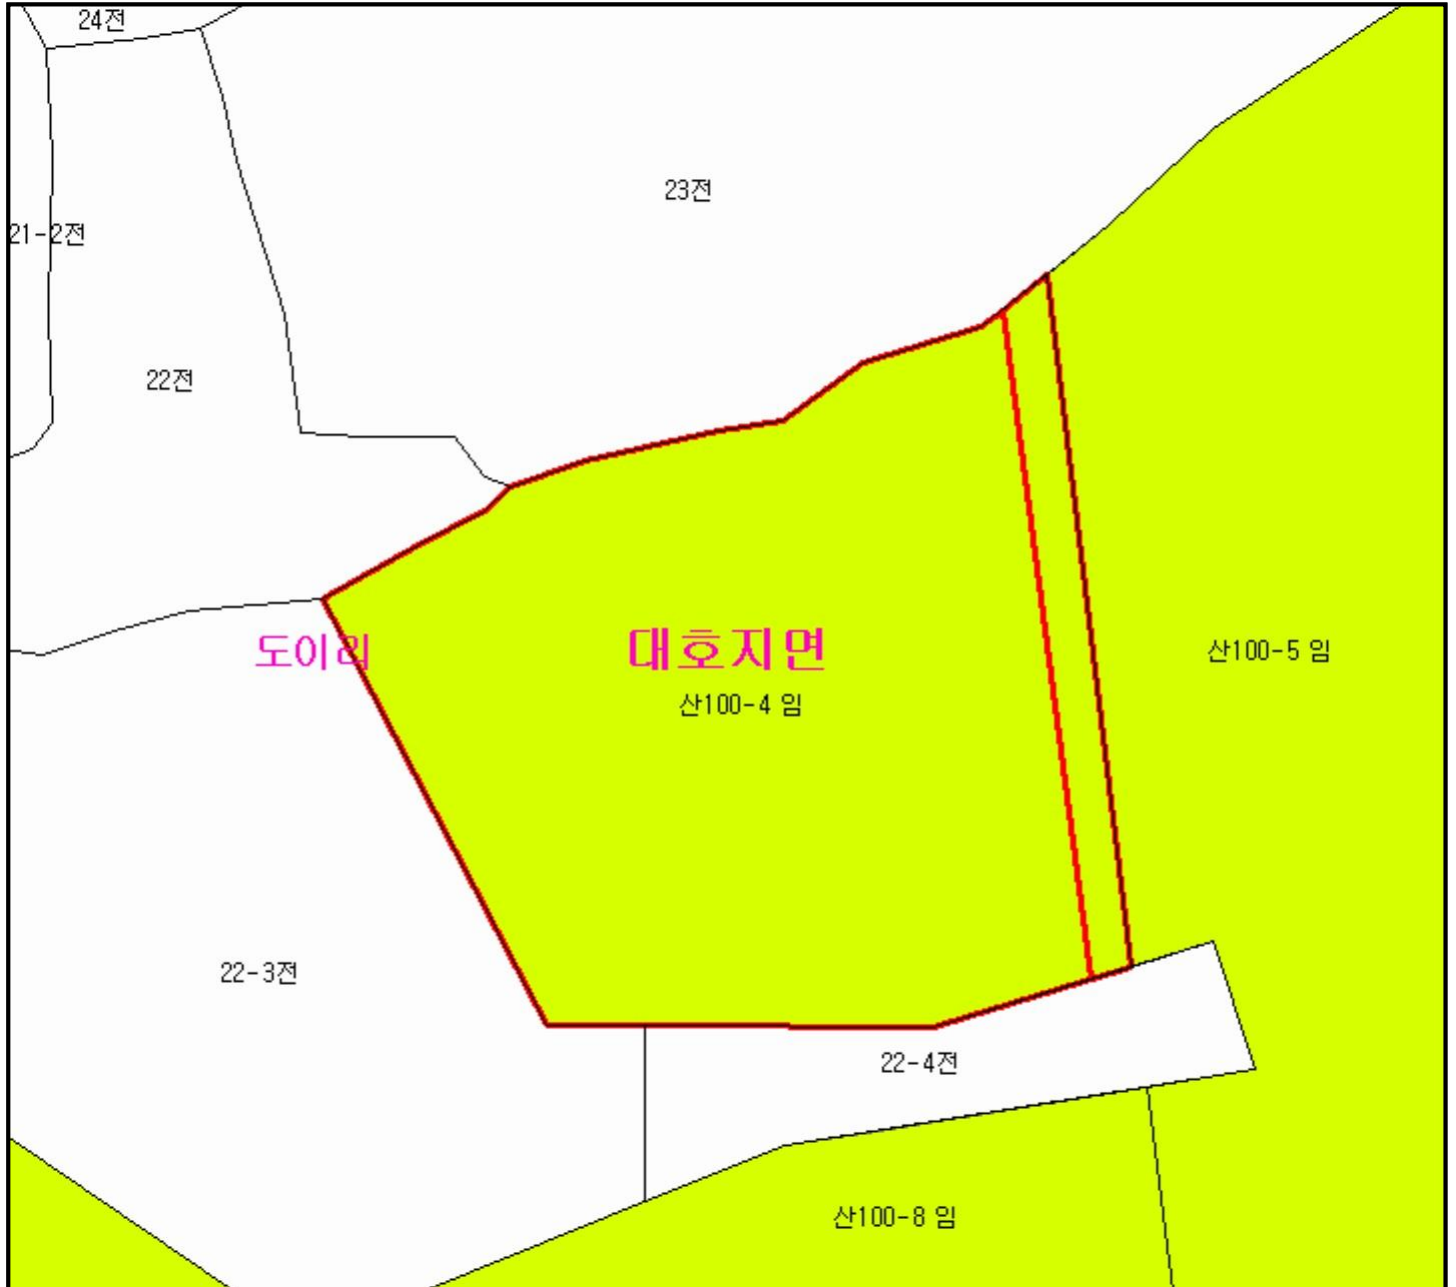 24전
23전
21-2전
22전
도이리
대호지면
산100-5 임
산100-4 임
22-3전
22-4전
산100-8 임